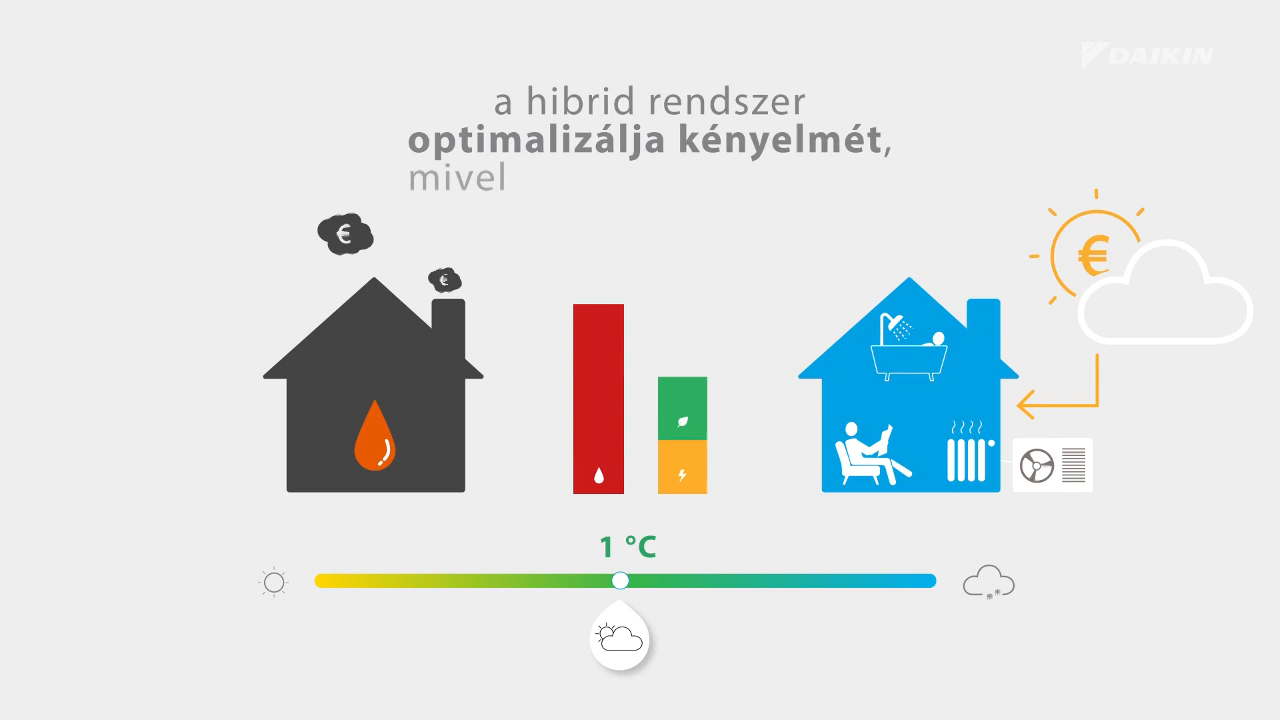 DAIKIN
a hibrid rendszer
optimalizálja kényelmét,
mivel
€
€
€
1 °C